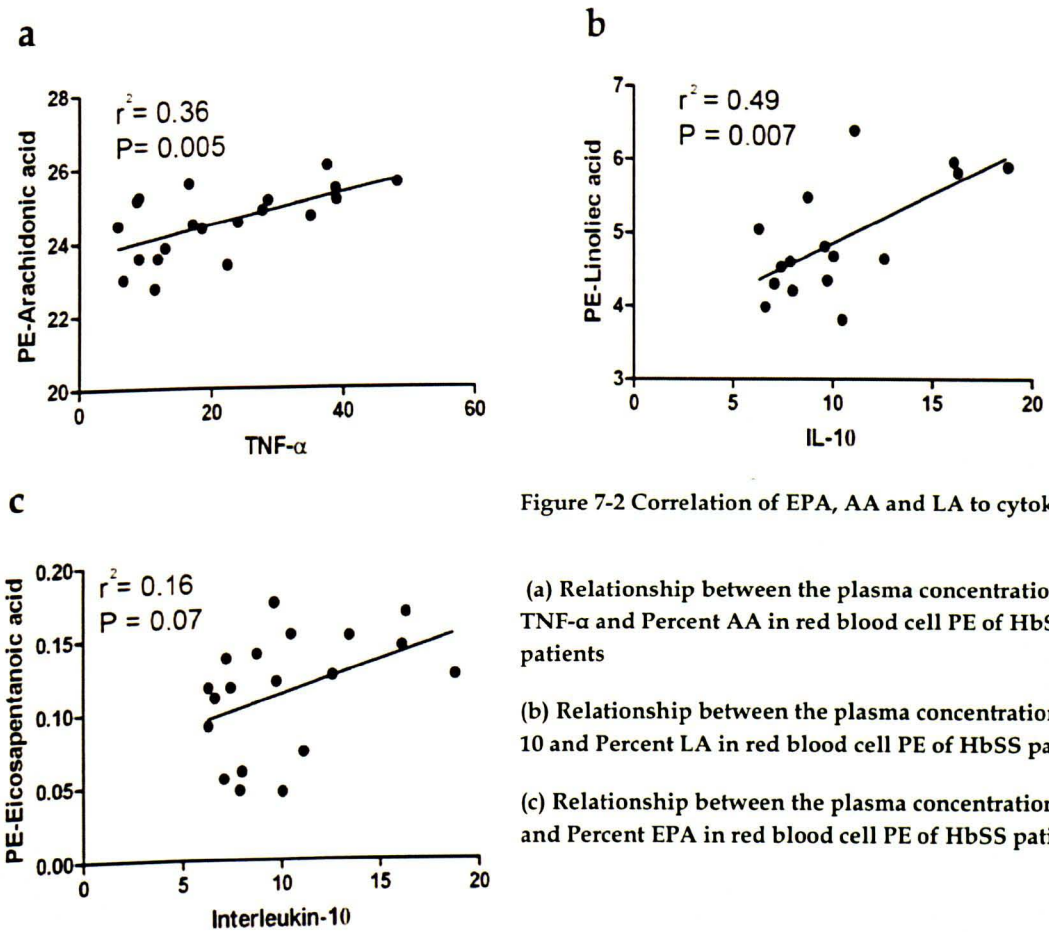 a
r²= 0.36
P= 0.005
PE-Arachidonic acid
28
26
24
22
20
0
20
40
60
TNF-α
b
r² = 0.49
P = 0.007
PE-Linoliec acid
7
6
5
4
3
0
5
10
15
20
IL-10
c
r²= 0.16
P = 0.07
PE-Eicosapentanoic acid
0.20
0.15
0.10
0.05
0.00
0
5
10
15
20
Interleukin-10
Figure 7-2 Correlation of EPA, AA and LA to
(a) Relationship between the plasma
TNF-α and Percent AA in red blood cell PE of
patients
(b) Relationship between the plasma
10 and Percent LA in red blood cell PE of HbSS
(c) Relationship between the plasma concentration
and Percent EPA in red blood cell PE of HbSS